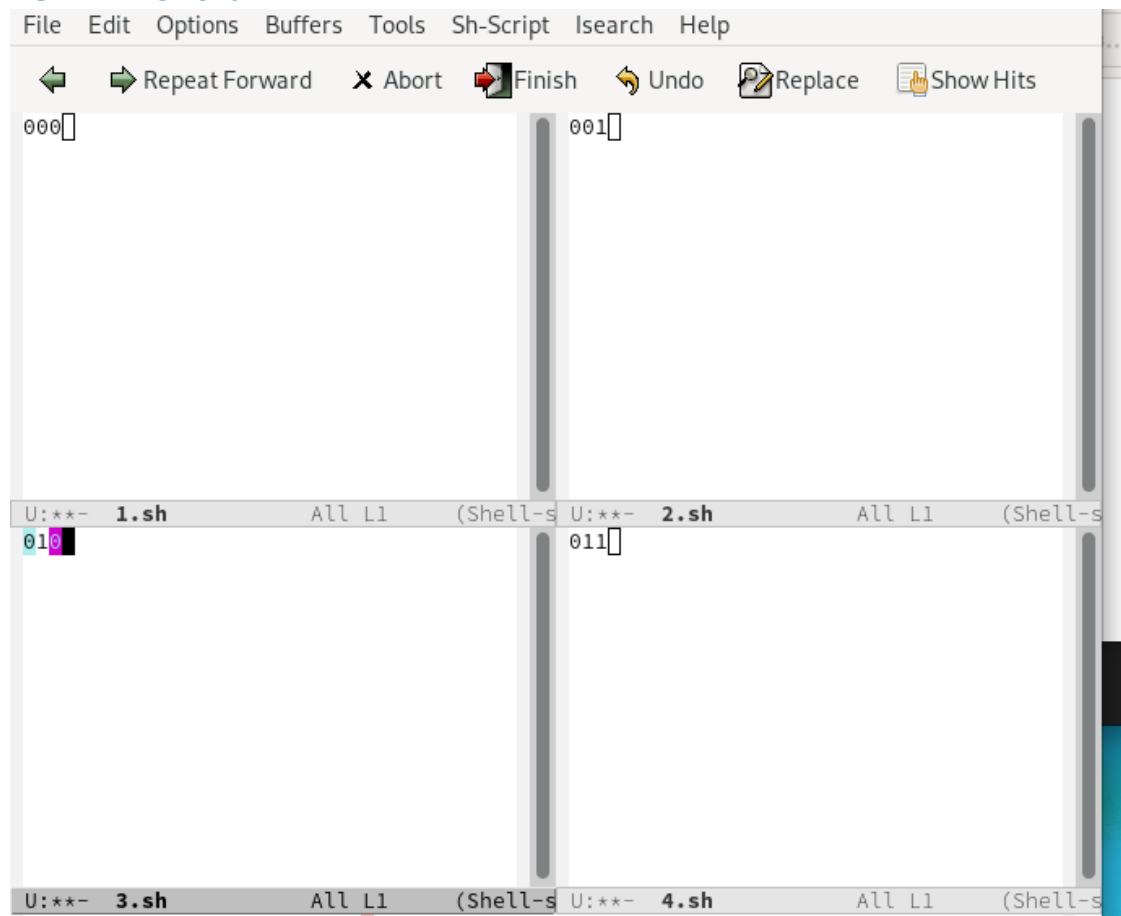 File Edit Options Buffers Tools Sh-Script Isearch Help
Repeat Forward Abort Finish Undo Replace Show Hits
000
001
U:**- 1.sh All L1 (Shell-s
U:**- 2.sh All L1 (Shell-s
010
011
U:**- 3.sh All L1 (Shell-s
U:**- 4.sh All L1 (Shell-s